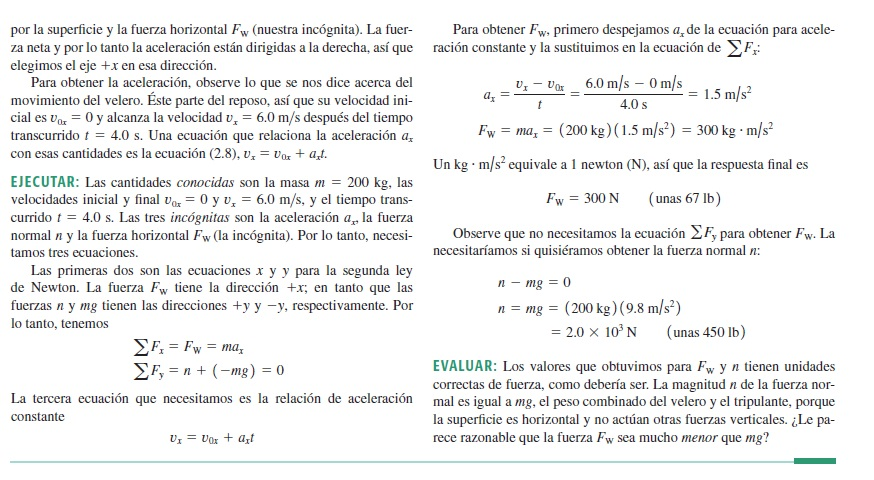 por la superficie y la fuerza horizontal F_W (nuestra incógnita). La fuer-
za neta y por lo tanto la aceleración están dirigidas a la derecha, así que
elegimos el eje +x en esa dirección.
Para obtener la aceleración, observe lo que se nos dice acerca del
movimiento del velero. Éste parte del reposo, así que su velocidad ini-
cial es v_0x = 0 y alcanza la velocidad v_x = 6.0 m/s después del tiempo
transcurrido t = 4.0 s. Una ecuación que relaciona la aceleración a_x
con esas cantidades es la ecuación (2.8), v_x = v_0x + a_xt.
EJECUTAR: Las cantidades conocidas son la masa m = 200 kg, las
velocidades inicial y final v_0x = 0 y v_x = 6.0 m/s, y el tiempo trans-
currido t = 4.0 s. Las tres incógnitas son la aceleración a_x, la fuerza
normal n y la fuerza horizontal F_W (la incógnita). Por lo tanto, necesi-
tamos tres ecuaciones.
Las primeras dos son las ecuaciones x y y para la segunda ley
de Newton. La fuerza F_W tiene la dirección +x; en tanto que las
fuerzas n y mg tienen las direcciones +y y −y, respectivamente. Por
lo tanto, tenemos
∑F_x = F_W = ma_x
∑F_y = n + (−mg) = 0
La tercera ecuación que necesitamos es la relación de aceleración
constante
v_x = v_0x + a_xt
Para obtener F_W, primero despejamos a_x de la ecuación para acele-
ración constante y la sustituimos en la ecuación de ∑F_x:
a_x = (v_x − v_0x)/t = (6.0 m/s − 0 m/s)/(4.0 s) = 1.5 m/s²
F_W = ma_x = (200 kg)(1.5 m/s²) = 300 kg · m/s²
Un kg · m/s² equivale a 1 newton (N), así que la respuesta final es
F_W = 300 N (unas 67 lb)
Observe que no necesitamos la ecuación ∑F_y para obtener F_W. La
necesitaríamos si quisiéramos obtener la fuerza normal n:
n − mg = 0
n = mg = (200 kg)(9.8 m/s²)
= 2.0 × 10³ N (unas 450 lb)
EVALUAR: Los valores que obtuvimos para F_W y n tienen unidades
correctas de fuerza, como debería ser. La magnitud n de la fuerza nor-
mal es igual a mg, el peso combinado del velero y el tripulante, porque
la superficie es horizontal y no actúan otras fuerzas verticales. ¿Le pa-
rece razonable que la fuerza F_W sea mucho menor que mg?